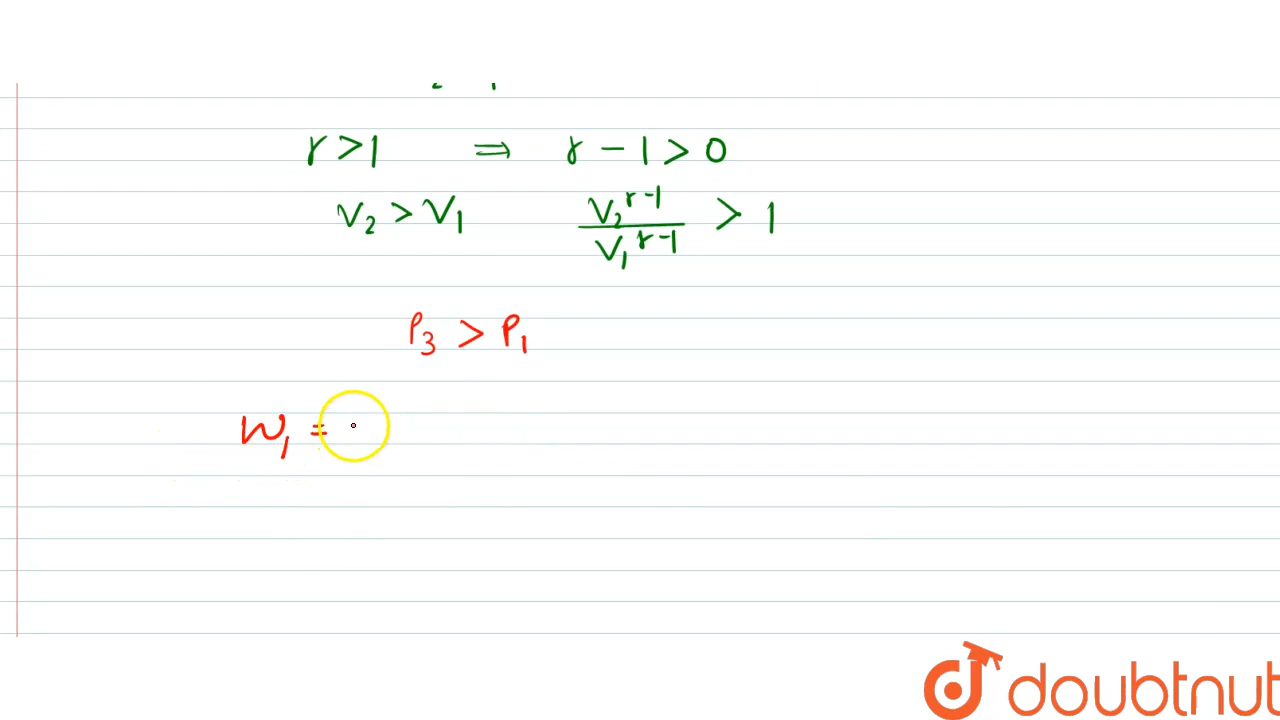 γ > 1 ⇒ γ - 1 > 0
V₂ > V₁ V₂^(γ-1) / V₁^(γ-1) > 1
P₃ > P₁
W₁ =
doubtnut